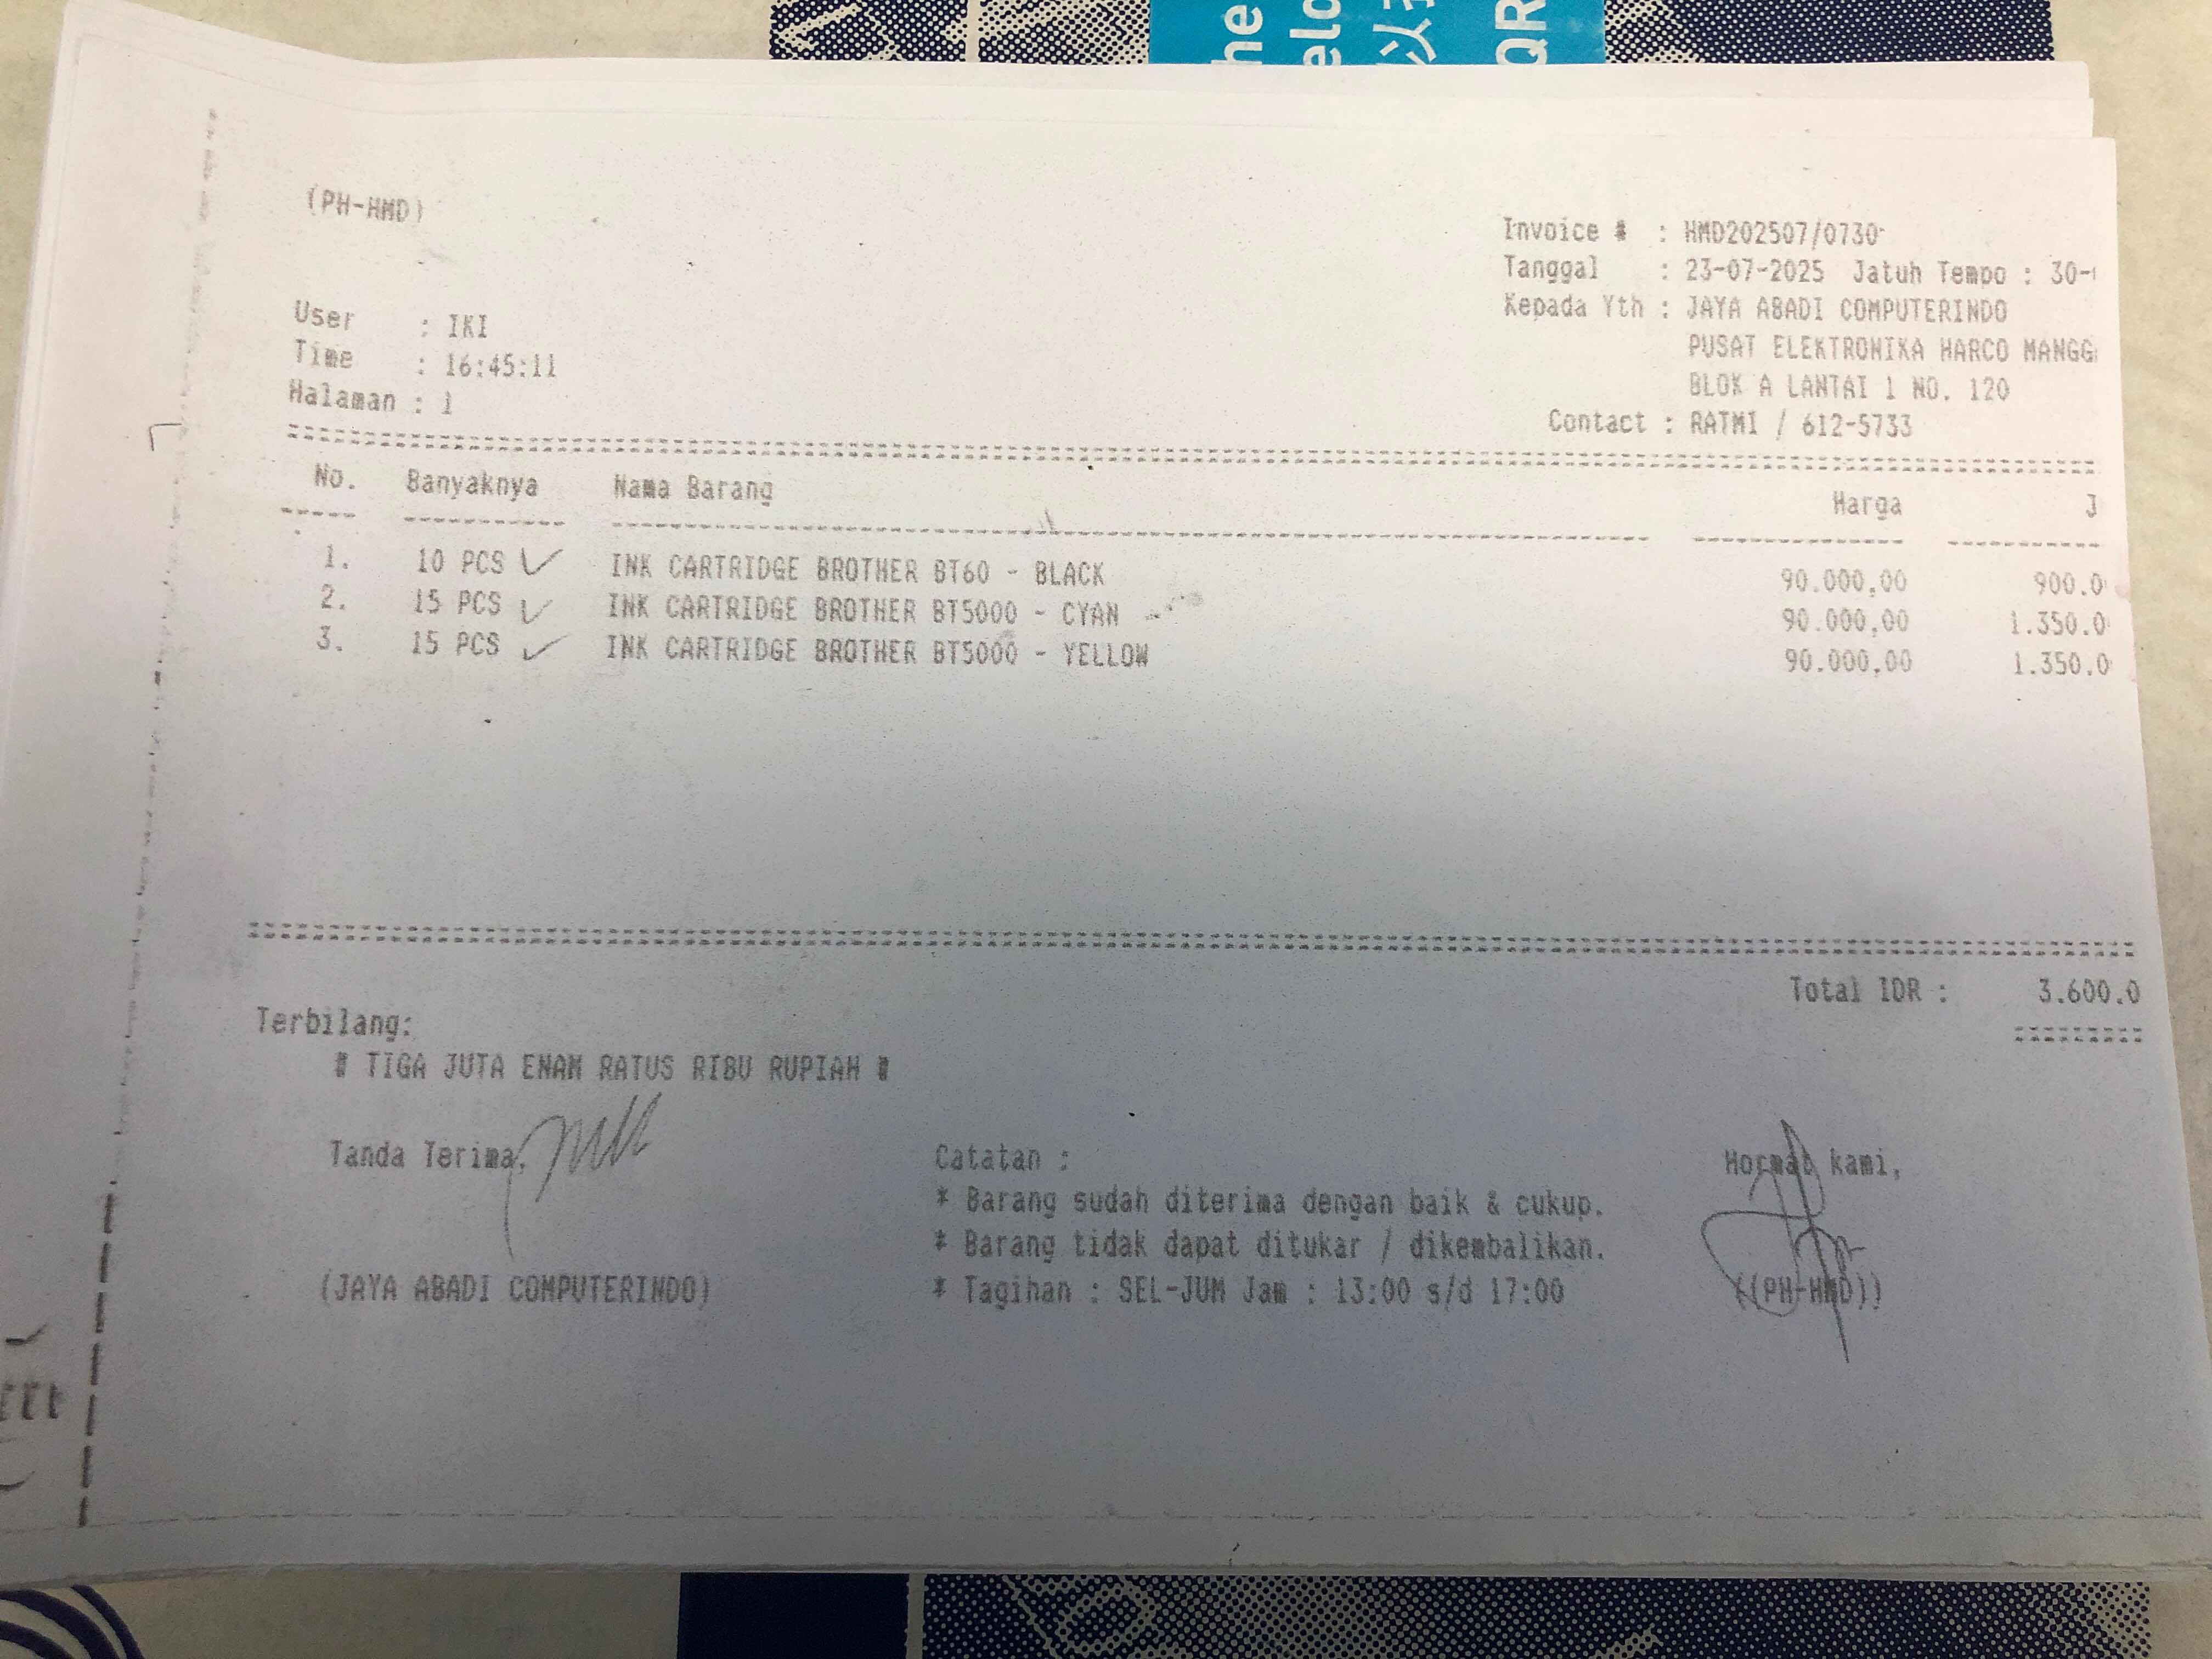 he
elo
以
QR
(PH-HMD)
Invoice # : HMD202507/0730
Tanggal : 23-07-2025 Jatuh Tempo : 30-
Kepada Yth : JAYA ABADI COMPUTERINDO
PUSAT ELEKTRONIKA HARCO MANGG
BLOK A LANTAI 1 NO. 120
Contact : RATMI / 612-5733
User : IKI
Time : 16:45:11
Halaman : 1
No. Banyaknya Nama Barang Harga J
1. 10 PCS INK CARTRIDGE BROTHER BT60 - BLACK 90.000,00 900.0
2. 15 PCS INK CARTRIDGE BROTHER BT5000 - CYAN 90.000,00 1.350.0
3. 15 PCS INK CARTRIDGE BROTHER BT5000 - YELLOW 90.000,00 1.350.0
Total IDR : 3.600.0
Terbilang:
# TIGA JUTA ENAM RATUS RIBU RUPIAH #
Tanda Terima,
Catatan :
* Barang sudah diterima dengan baik & cukup.
* Barang tidak dapat ditukar / dikembalikan.
* Tagihan : SEL-JUM Jam : 13:00 s/d 17:00
Hormat kami,
(JAYA ABADI COMPUTERINDO)
((PH-HMD))